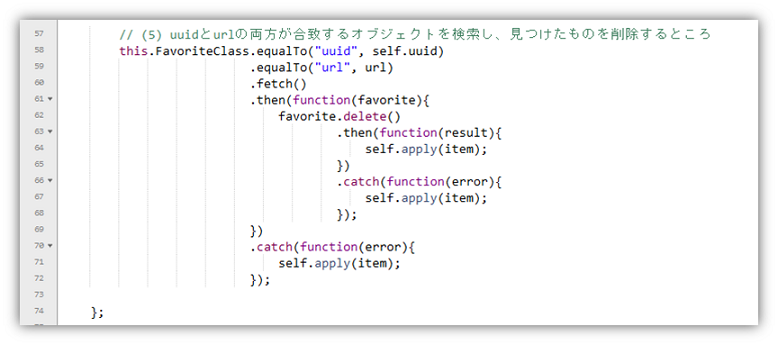 57 // (5) uuidとurlの両方が合致するオブジェクトを検索し、見つけたものを削除するところ
58 this.FavoriteClass.equalTo("uuid", self.uuid)
59 .equalTo("url", url)
60 .fetch()
61 .then(function(favorite){
62 favorite.delete()
63 .then(function(result){
64 self.apply(item);
65 })
66 .catch(function(error){
67 self.apply(item);
68 });
69 })
70 .catch(function(error){
71 self.apply(item);
72 });
73
74 };